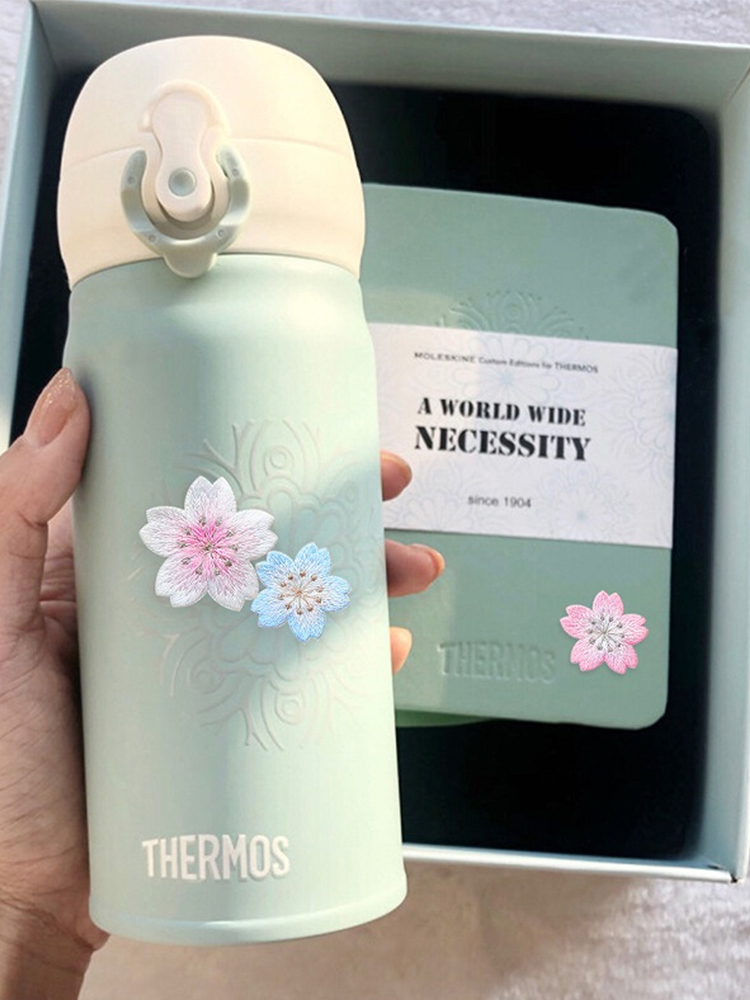 MOLESKINE Custom Editions for THERMOS
A WORLD WIDE
NECESSITY
since 1904
THERMOS
THERMOS